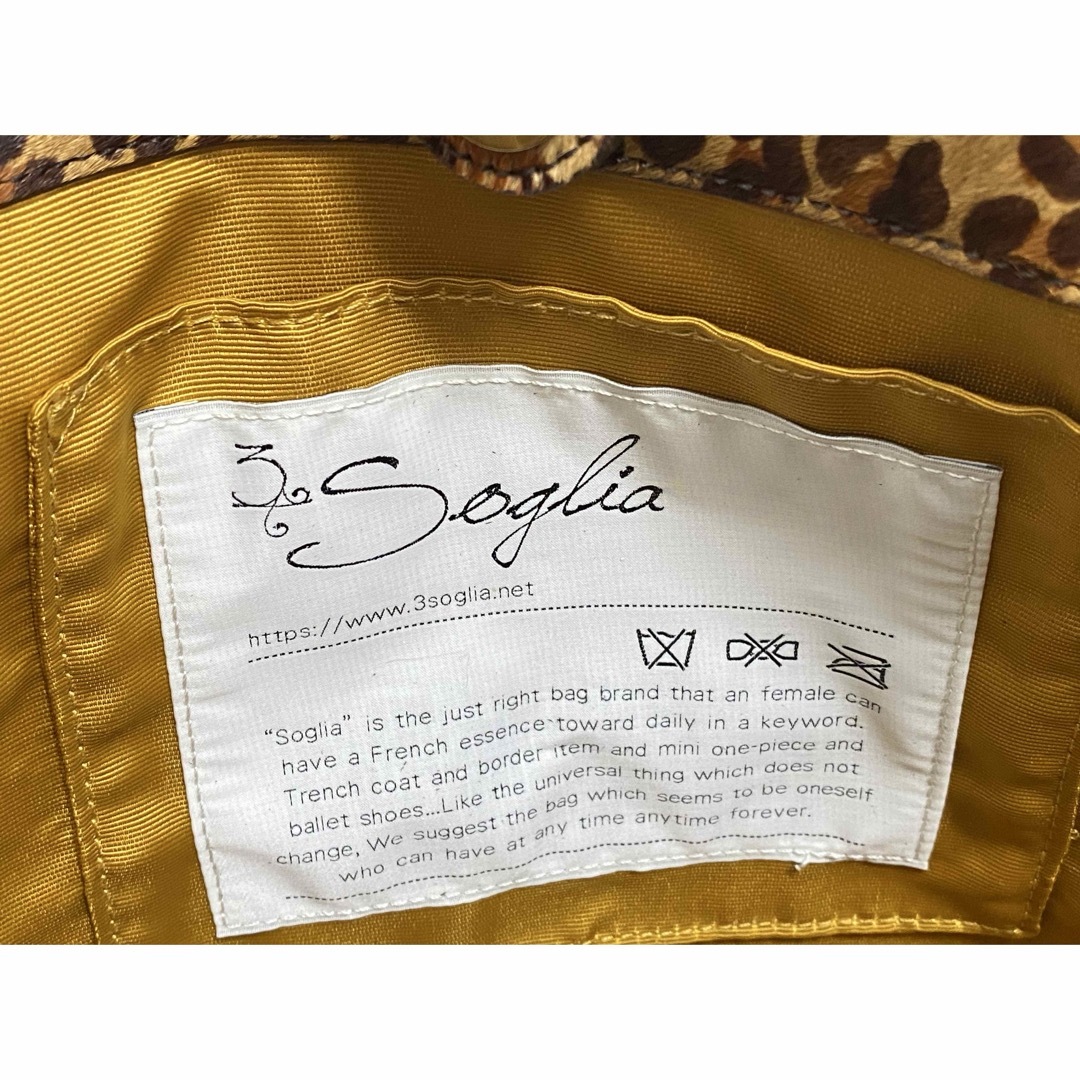 3 Soglia
https://www.3soglia.net
“Soglia” is the just right bag brand that an female can
have a French essence toward daily in a keyword.
Trench coat and border item and mini one-piece and
ballet shoes...Like the universal thing which does not
change, We suggest the bag which seems to be oneself
who can have at any time anytime forever.